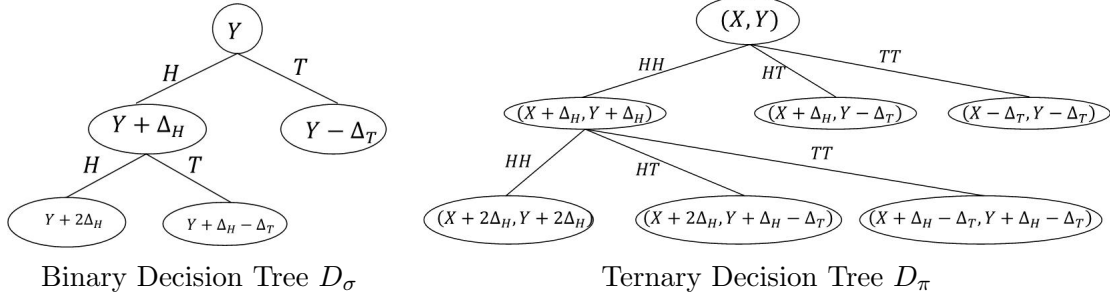 Y
H T
Y + Δ_H Y − Δ_T
H T
Y + 2Δ_H Y + Δ_H − Δ_T
Binary Decision Tree D_σ
(X, Y)
HH HT TT
(X + Δ_H, Y + Δ_H) (X + Δ_H, Y − Δ_T) (X − Δ_T, Y − Δ_T)
HH HT TT
(X + 2Δ_H, Y + 2Δ_H) (X + 2Δ_H, Y + Δ_H − Δ_T) (X + Δ_H − Δ_T, Y + Δ_H − Δ_T)
Ternary Decision Tree D_π